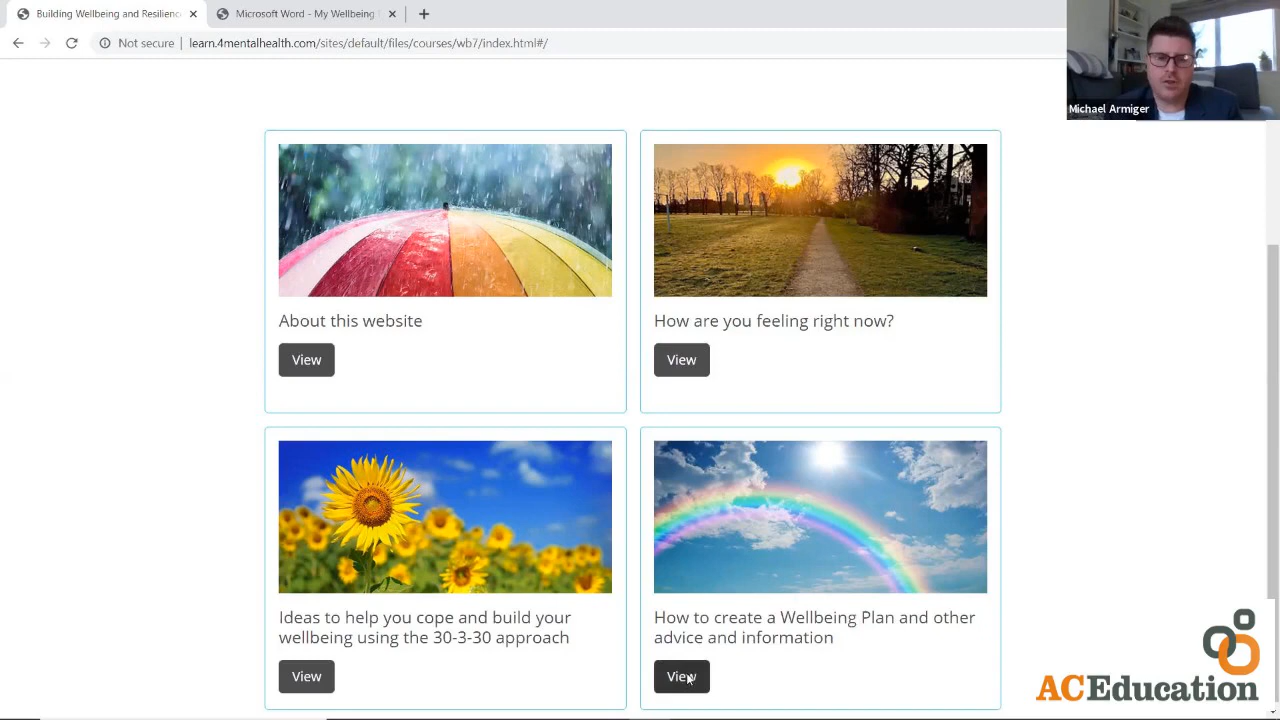 Building Wellbeing and Resilienc
Microsoft Word - My Wellbeing
Not secure
learn.4mentalhealth.com/sites/default/files/courses/wb7/index.html#/
Michael Armiger
About this website
View
How are you feeling right now?
View
Ideas to help you cope and build your
wellbeing using the 30-3-30 approach
View
How to create a Wellbeing Plan and other
advice and information
View
ACEducation